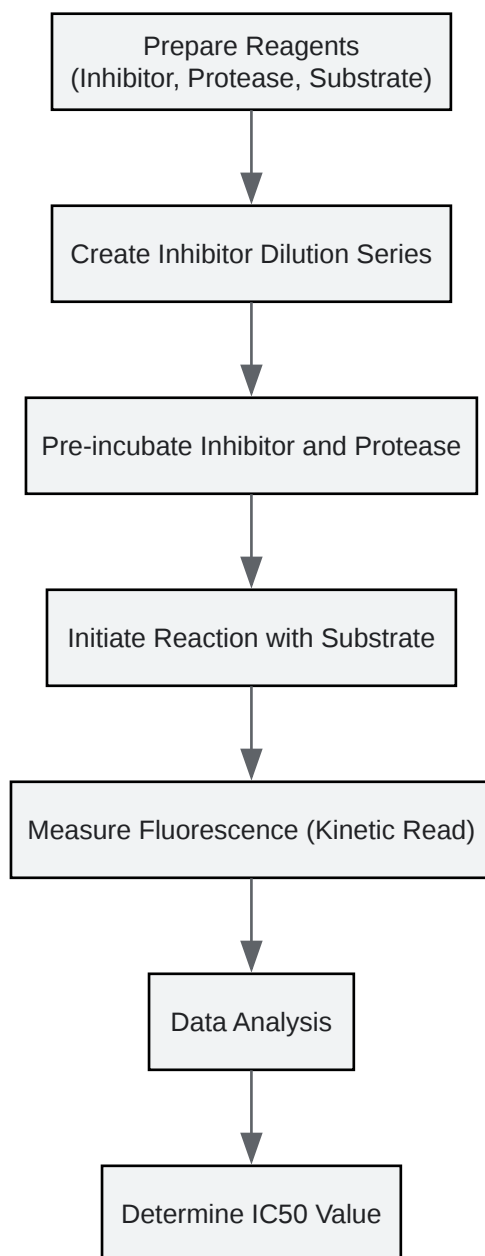 Prepare Reagents
(Inhibitor, Protease, Substrate)
Create Inhibitor Dilution Series
Pre-incubate Inhibitor and Protease
Initiate Reaction with Substrate
Measure Fluorescence (Kinetic Read)
Data Analysis
Determine IC50 Value